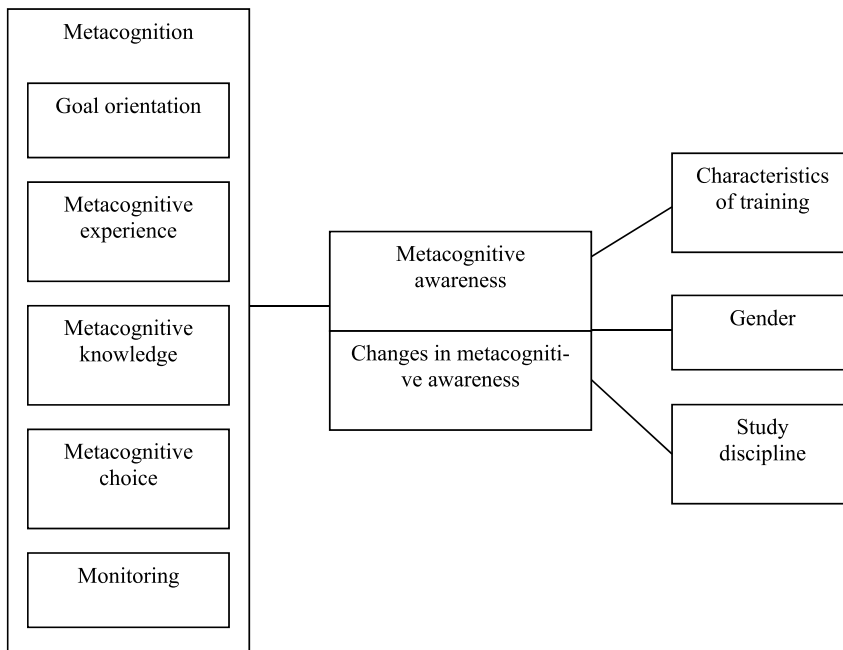 Metacognition
Goal orientation
Metacognitive
experience
Metacognitive
knowledge
Metacognitive
choice
Monitoring
Metacognitive
awareness
Changes in metacogniti-
ve awareness
Characteristics
of training
Gender
Study
discipline